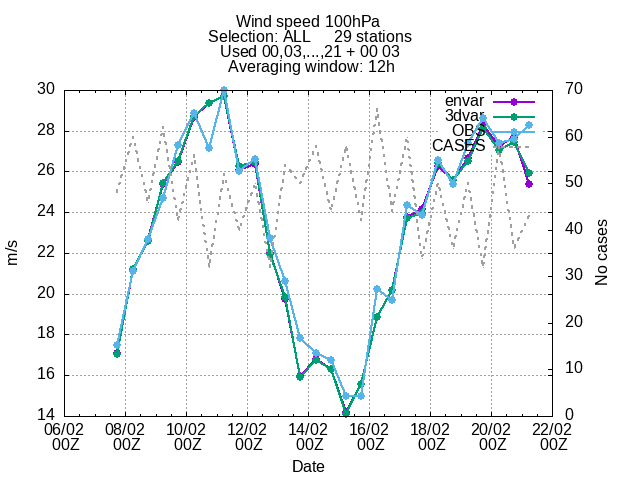 Wind speed 100hPa
Selection: ALL     29 stations
Used 00,03,...,21 + 00 03
Averaging window: 12h
envar
3dvar
OBS
CASES
30
28
26
24
22
20
18
16
14
m/s
70
60
50
40
30
20
10
0
No cases
06/02 08/02 10/02 12/02 14/02 16/02 18/02 20/02 22/02
00Z 00Z 00Z 00Z 00Z 00Z 00Z 00Z 00Z
Date